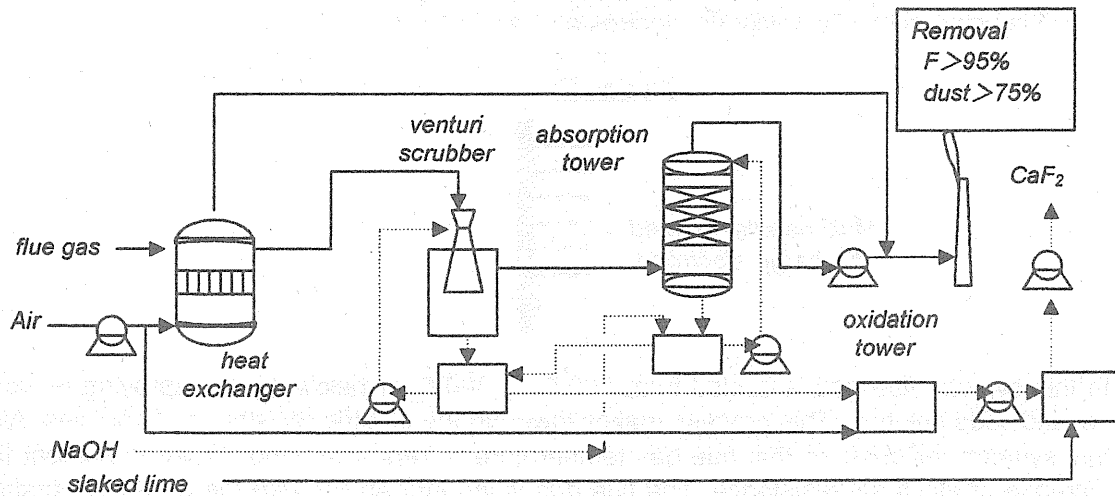 Removal
F>95%
dust>75%
venturi
scrubber
absorption
tower
CaF₂
flue gas
Air
heat
exchanger
oxidation
tower
NaOH
slaked lime